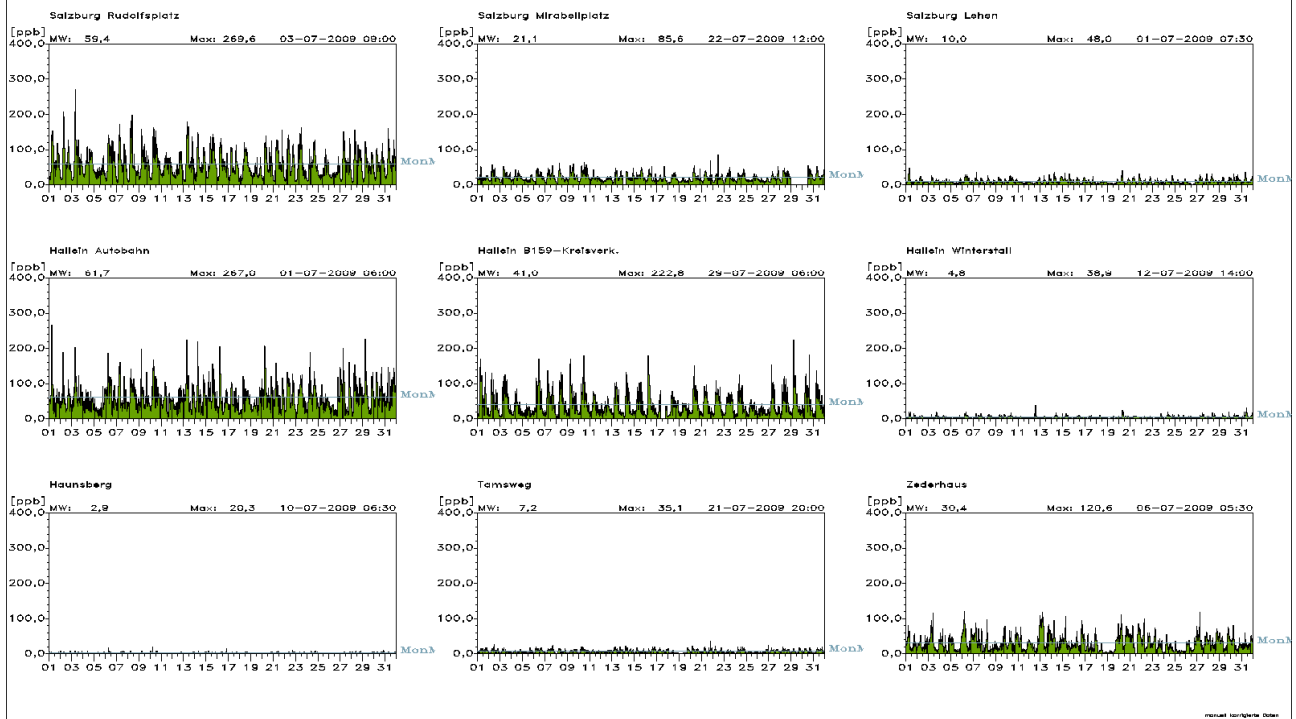 Salzburg Rudolfsplatz
[ppb] MW: 59,4 Max: 269,6 03-07-2009 09:00
400,0
300,0
200,0
100,0
0,0
MonM
01 03 05 07 09 11 13 15 17 19 21 23 25 27 29 31
Salzburg Mirabellplatz
[ppb] MW: 21,1 Max: 85,6 22-07-2009 12:00
400,0
300,0
200,0
100,0
0,0
MonM
01 03 05 07 09 11 13 15 17 19 21 23 25 27 29 31
Salzburg Lehen
[ppb] MW: 10,0 Max: 48,0 01-07-2009 07:30
400,0
300,0
200,0
100,0
0,0
MonM
01 03 05 07 09 11 13 15 17 19 21 23 25 27 29 31
Hallein Autobahn
[ppb] MW: 61,7 Max: 267,0 01-07-2009 06:00
400,0
300,0
200,0
100,0
0,0
MonM
01 03 05 07 09 11 13 15 17 19 21 23 25 27 29 31
Hallein B159-Kreisverk.
[ppb] MW: 41,0 Max: 222,8 29-07-2009 06:00
400,0
300,0
200,0
100,0
0,0
MonM
01 03 05 07 09 11 13 15 17 19 21 23 25 27 29 31
Hallein Winterstall
[ppb] MW: 4,8 Max: 38,9 12-07-2009 14:00
400,0
300,0
200,0
100,0
0,0
MonM
01 03 05 07 09 11 13 15 17 19 21 23 25 27 29 31
Haunsberg
[ppb] MW: 2,9 Max: 20,3 10-07-2009 06:30
400,0
300,0
200,0
100,0
0,0
MonM
01 03 05 07 09 11 13 15 17 19 21 23 25 27 29 31
Tamsweg
[ppb] MW: 7,2 Max: 35,1 21-07-2009 20:00
400,0
300,0
200,0
100,0
0,0
MonM
01 03 05 07 09 11 13 15 17 19 21 23 25 27 29 31
Zederhaus
[ppb] MW: 30,4 Max: 120,6 06-07-2009 05:30
400,0
300,0
200,0
100,0
0,0
MonM
01 03 05 07 09 11 13 15 17 19 21 23 25 27 29 31
manuell korrigierte Daten